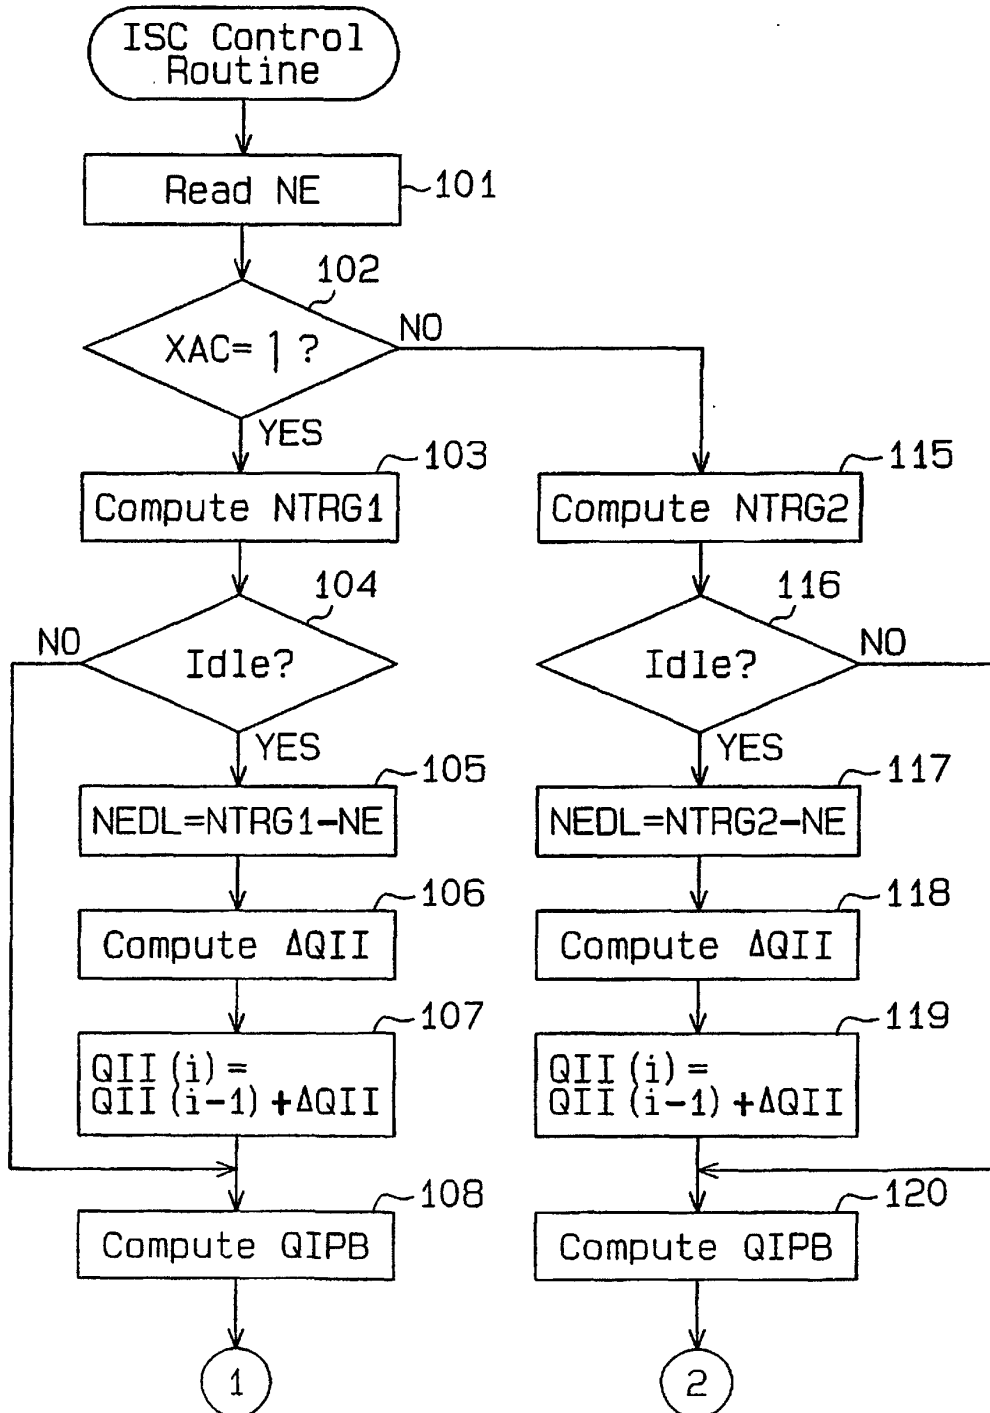 ISC Control
Routine
Read NE
101
102
XAC= 1 ?
NO
YES
103
Compute NTRG1
115
Compute NTRG2
104
NO
Idle?
YES
116
Idle?
NO
YES
105
NEDL=NTRG1-NE
117
NEDL=NTRG2-NE
106
Compute ΔQII
118
Compute ΔQII
107
QII (i) =
QII (i-1) +ΔQII
119
QII (i) =
QII (i-1) +ΔQII
108
Compute QIPB
120
Compute QIPB
1
2